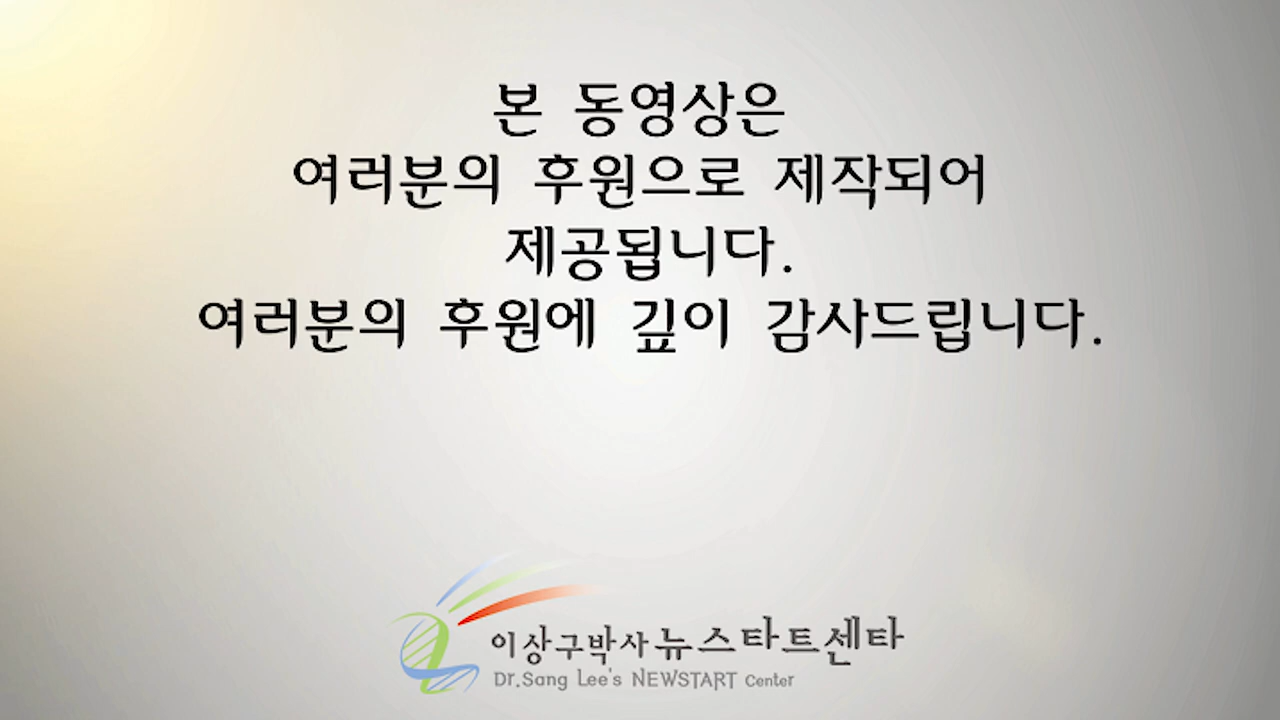 본 동영상은
여러분의 후원으로 제작되어
제공됩니다.
여러분의 후원에 깊이 감사드립니다.
이상구박사 뉴스타트센타
Dr.Sang Lee's NEWSTART Center